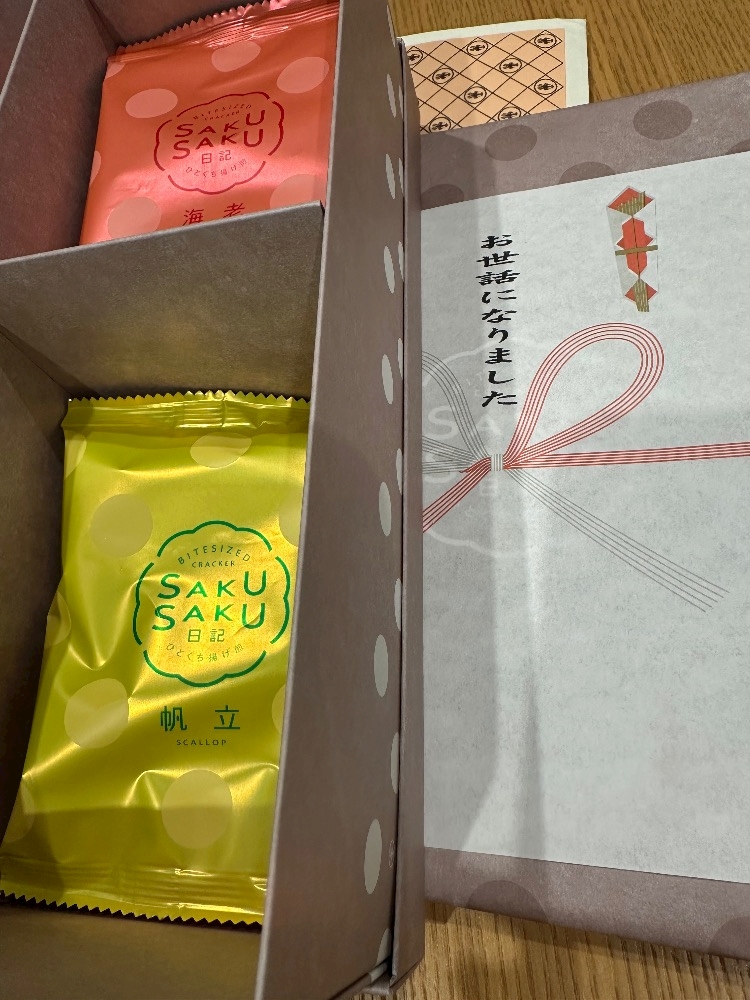 BITESIZED
CRACKER
SAKU
SAKU
日記
ひとくち揚げ煎
海老
BITESIZED
CRACKER
SAKU
SAKU
日記
ひとくち揚げ煎
帆立
SCALLOP
お世話になりました